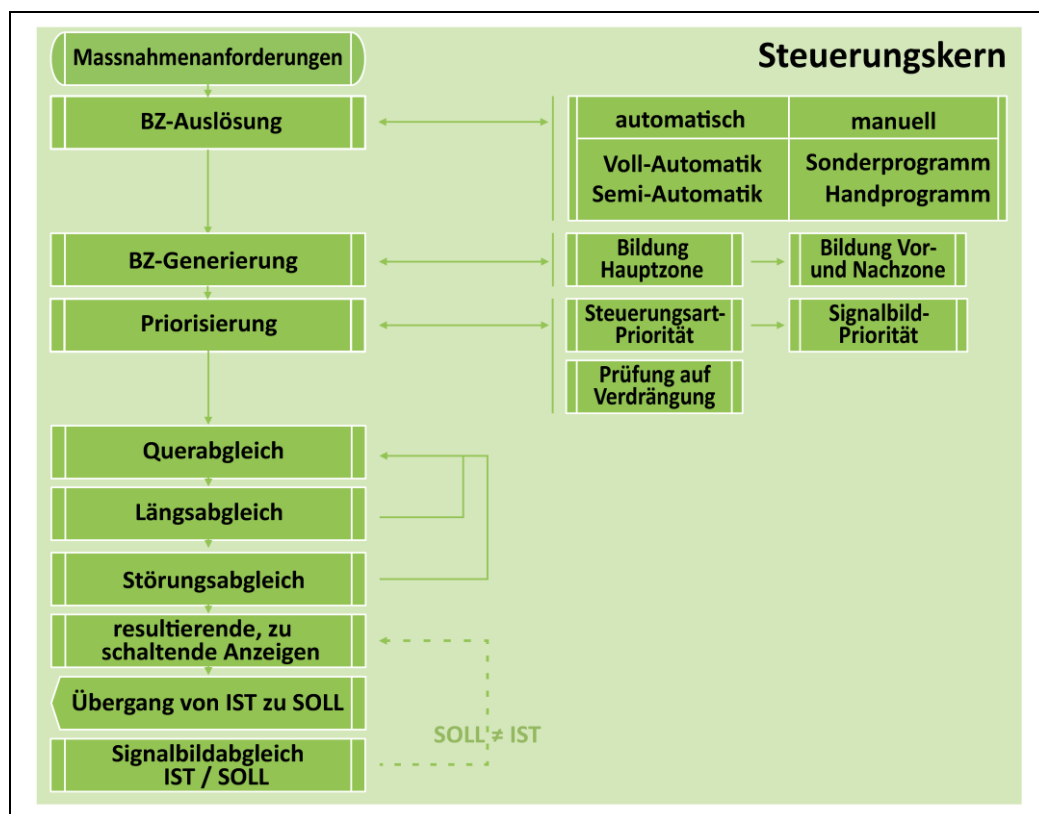 Steuerungskern
Massnahmenanforderungen
BZ-Auslösung
automatisch
manuell
Voll-Automatik
Semi-Automatik
Sonderprogramm
Handprogramm
BZ-Generierung
Bildung
Hauptzone
Bildung Vor-
und Nachzone
Priorisierung
Steuerungsart-
Priorität
Signalbild-
Priorität
Prüfung auf
Verdrängung
Querabgleich
Längsabgleich
Störungsabgleich
resultierende, zu
schaltende Anzeigen
Übergang von IST zu SOLL
SOLL ≠ IST
Signalbildabgleich
IST / SOLL